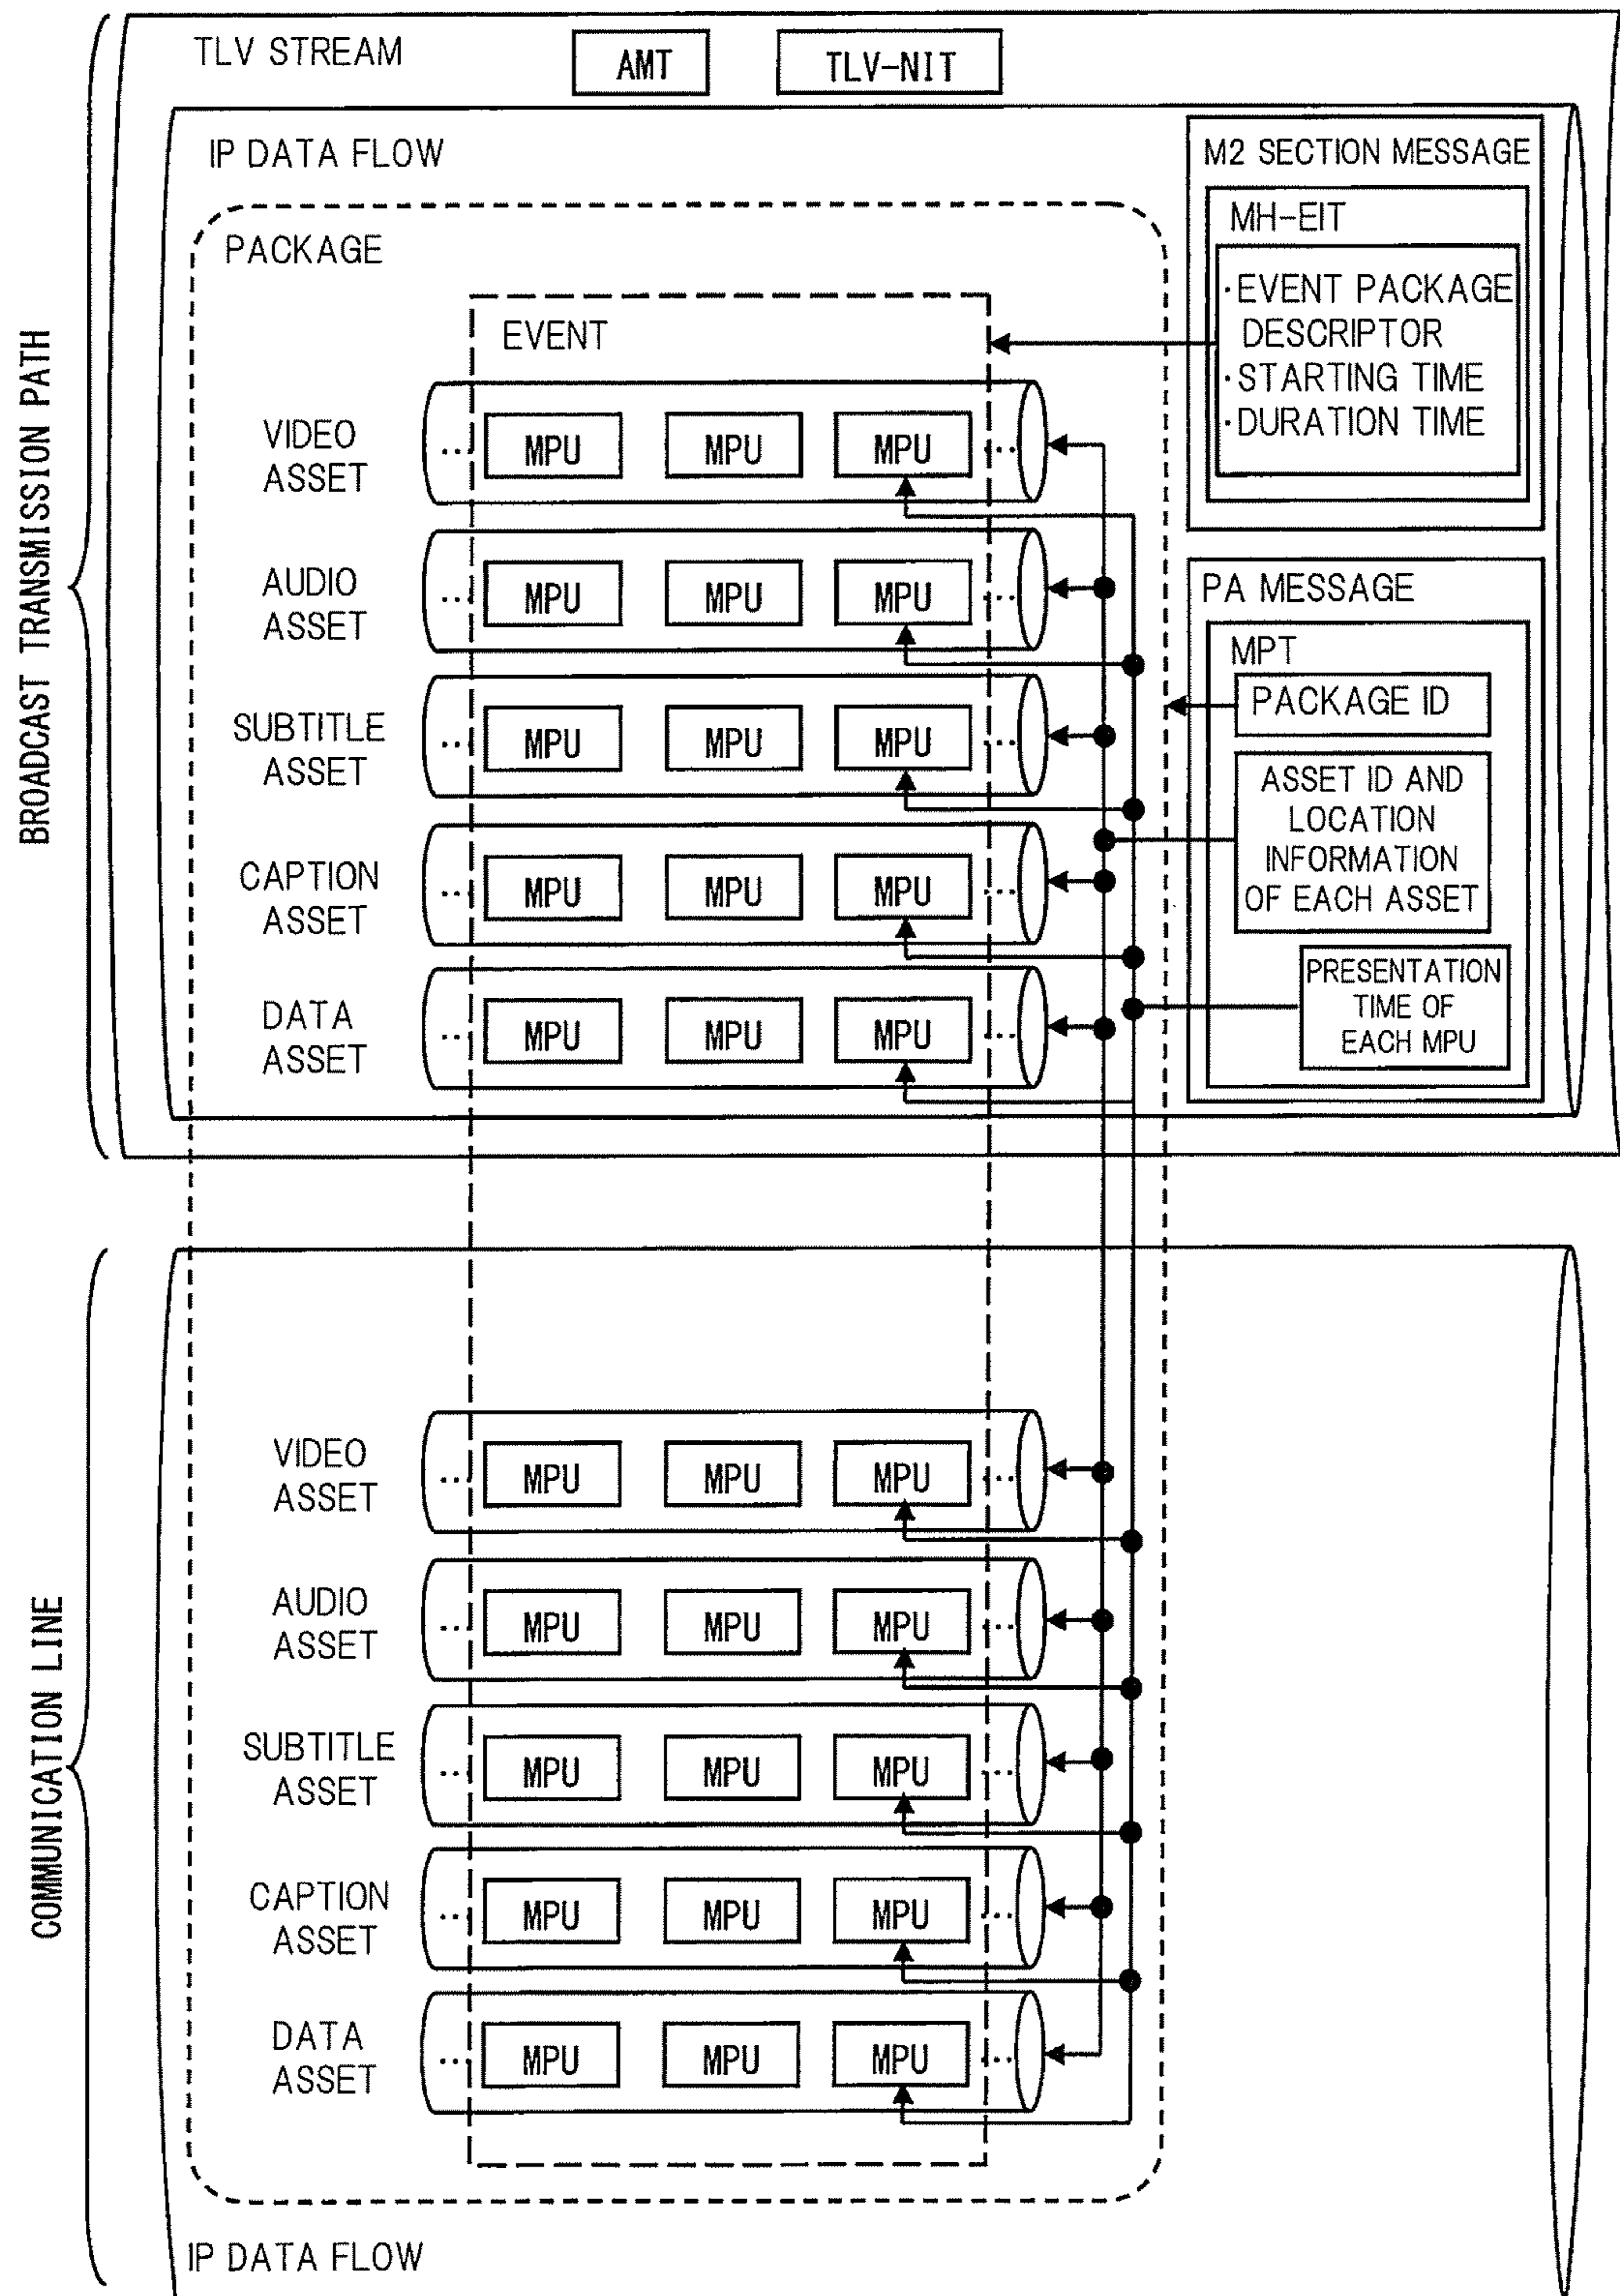 BROADCAST TRANSMISSION PATH
TLV STREAM
AMT
TLV-NIT
IP DATA FLOW
PACKAGE
EVENT
VIDEO
ASSET
... MPU MPU MPU ...
AUDIO
ASSET
... MPU MPU MPU ...
SUBTITLE
ASSET
... MPU MPU MPU ...
CAPTION
ASSET
... MPU MPU MPU ...
DATA
ASSET
... MPU MPU MPU ...
M2 SECTION MESSAGE
MH-EIT
·EVENT PACKAGE
DESCRIPTOR
·STARTING TIME
·DURATION TIME
PA MESSAGE
MPT
PACKAGE ID
ASSET ID AND
LOCATION
INFORMATION
OF EACH ASSET
PRESENTATION
TIME OF
EACH MPU
COMMUNICATION LINE
VIDEO
ASSET
... MPU MPU MPU ...
AUDIO
ASSET
... MPU MPU MPU ...
SUBTITLE
ASSET
... MPU MPU MPU ...
CAPTION
ASSET
... MPU MPU MPU ...
DATA
ASSET
... MPU MPU MPU ...
IP DATA FLOW